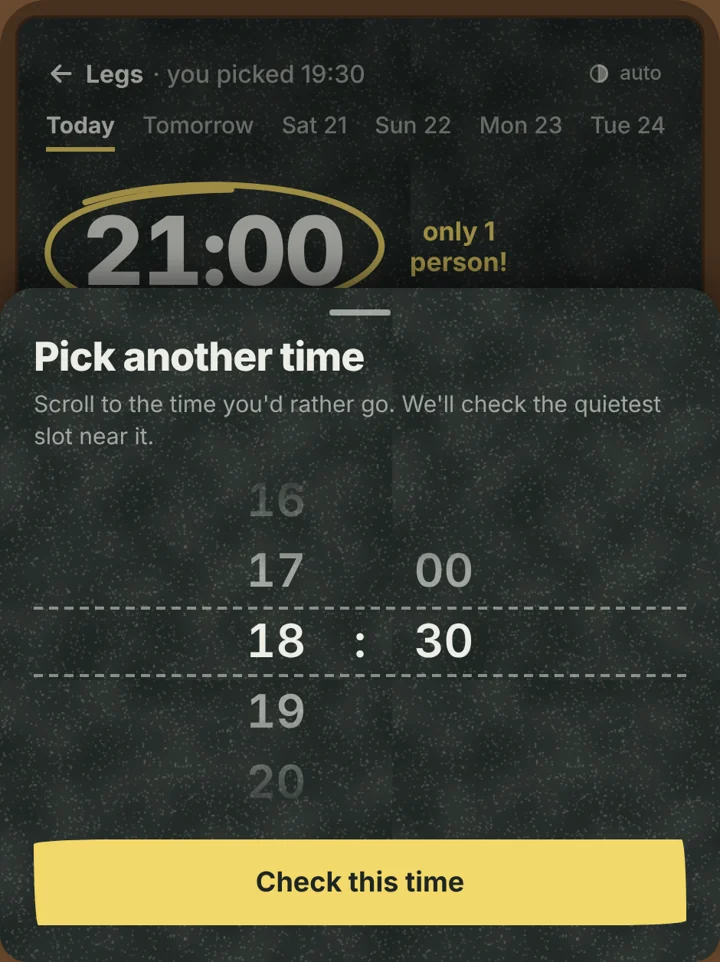 ← Legs · you picked 19:30 auto
Today Tomorrow Sat 21 Sun 22 Mon 23 Tue 24
21:00
only 1
person!
Pick another time
Scroll to the time you'd rather go. We'll check the quietest
slot near it.
16
17 00
18 : 30
19
20
Check this time